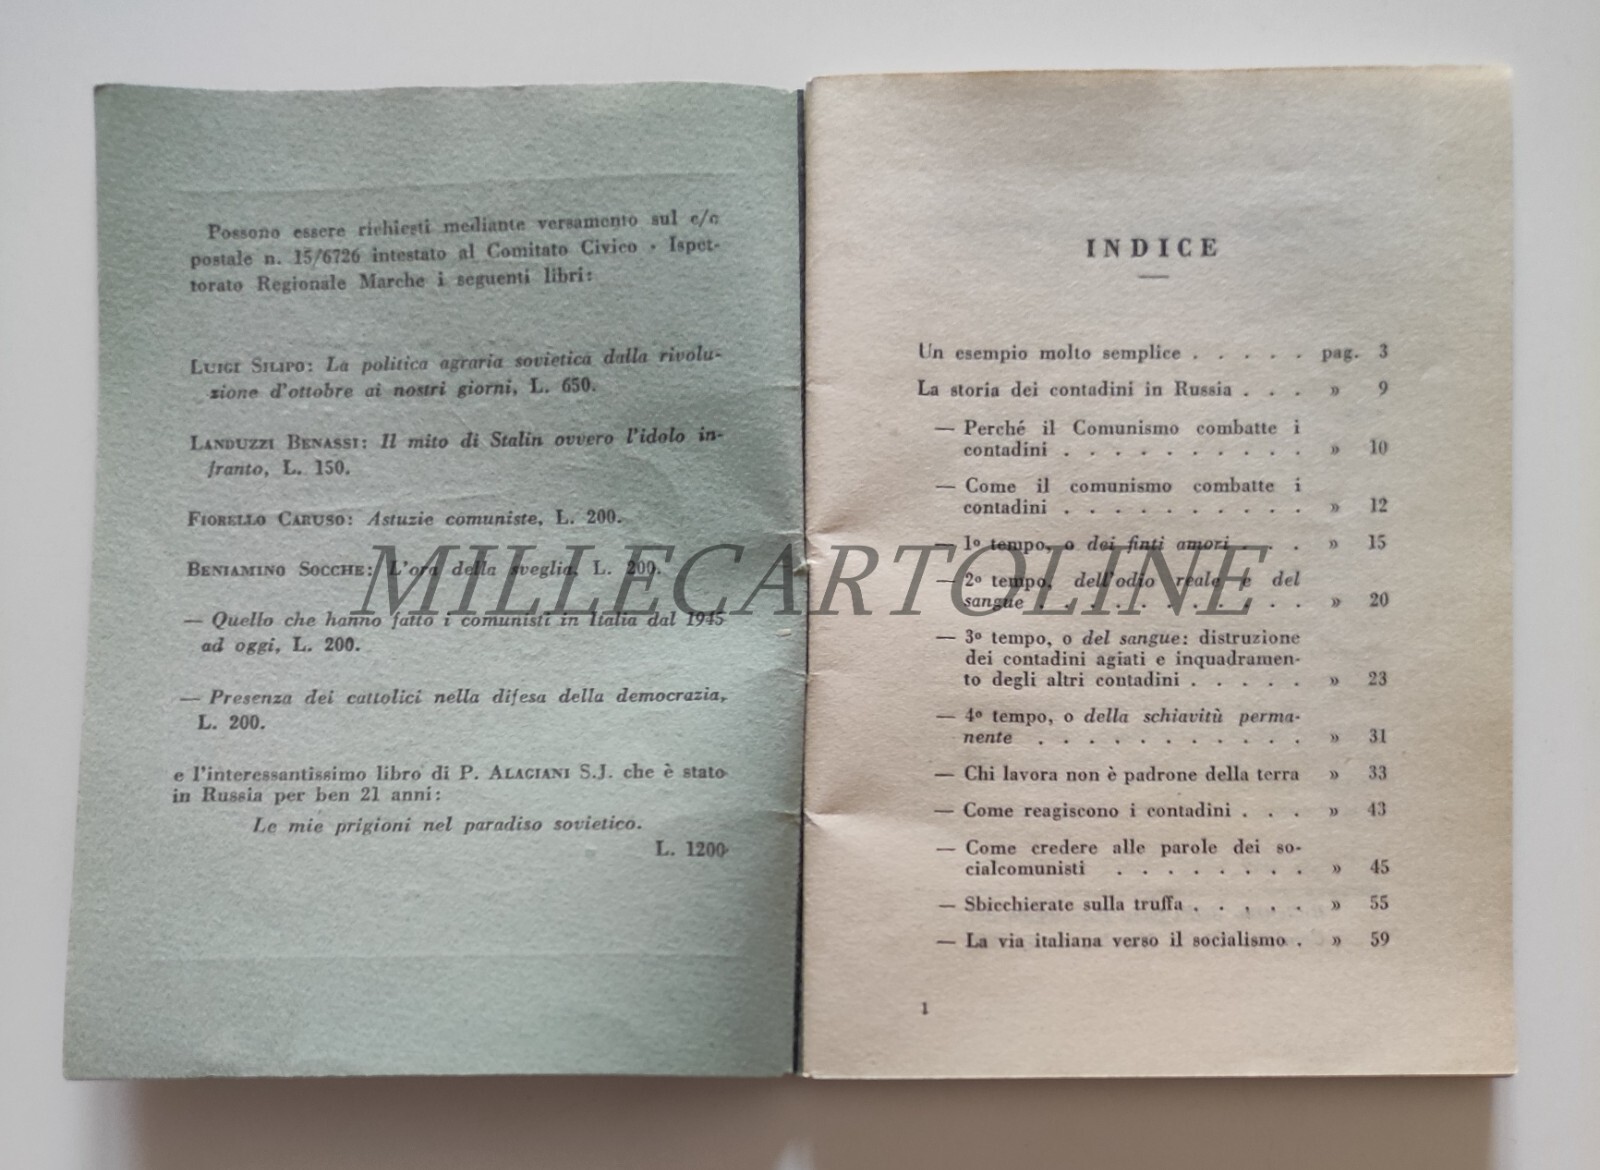 Possono essere richiesti mediante versamento sul c/c
postale n. 15/6726 intestato al Comitato Civico - Ispet-
torato Regionale Marche i seguenti libri:
LUIGI SILIPO: La politica agraria sovietica dalla rivolu-
zione d'ottobre ai nostri giorni, L. 650.
LANDUZZI BENASSI: Il mito di Stalin ovvero l'idolo in-
franto, L. 150.
FIORELLO CARUSO: Astuzie comuniste, L. 200.
BENIAMINO SOCCHE: L'ora della sveglia, L. 200.
— Quello che hanno fatto i comunisti in Italia dal 1945
ad oggi, L. 200.
— Presenza dei cattolici nella difesa della democrazia,
L. 200.
e l'interessantissimo libro di P. ALAGIANI S.J. che è stato
in Russia per ben 21 anni:
Le mie prigioni nel paradiso sovietico.
L. 1200
INDICE
Un esempio molto semplice . . . . . pag. 3
La storia dei contadini in Russia . . . » 9
— Perché il Comunismo combatte i
contadini . . . . . . . . . . » 10
— Come il comunismo combatte i
contadini . . . . . . . . . . » 12
— 1º tempo, o dei finti amori . . . » 15
— 2º tempo, dell'odio reale e del
sangue . . . . . . . . . . . » 20
— 3º tempo, o del sangue: distruzione
dei contadini agiati e inquadramen-
to degli altri contadini . . . . . » 23
— 4º tempo, o della schiavitù perma-
nente . . . . . . . . . . . » 31
— Chi lavora non è padrone della terra » 33
— Come reagiscono i contadini . . . » 43
— Come credere alle parole dei so-
cialcomunisti . . . . . . . . » 45
— Sbicchierate sulla truffa . . . . . » 55
— La via italiana verso il socialismo . » 59
1
MILLECARTOLINE